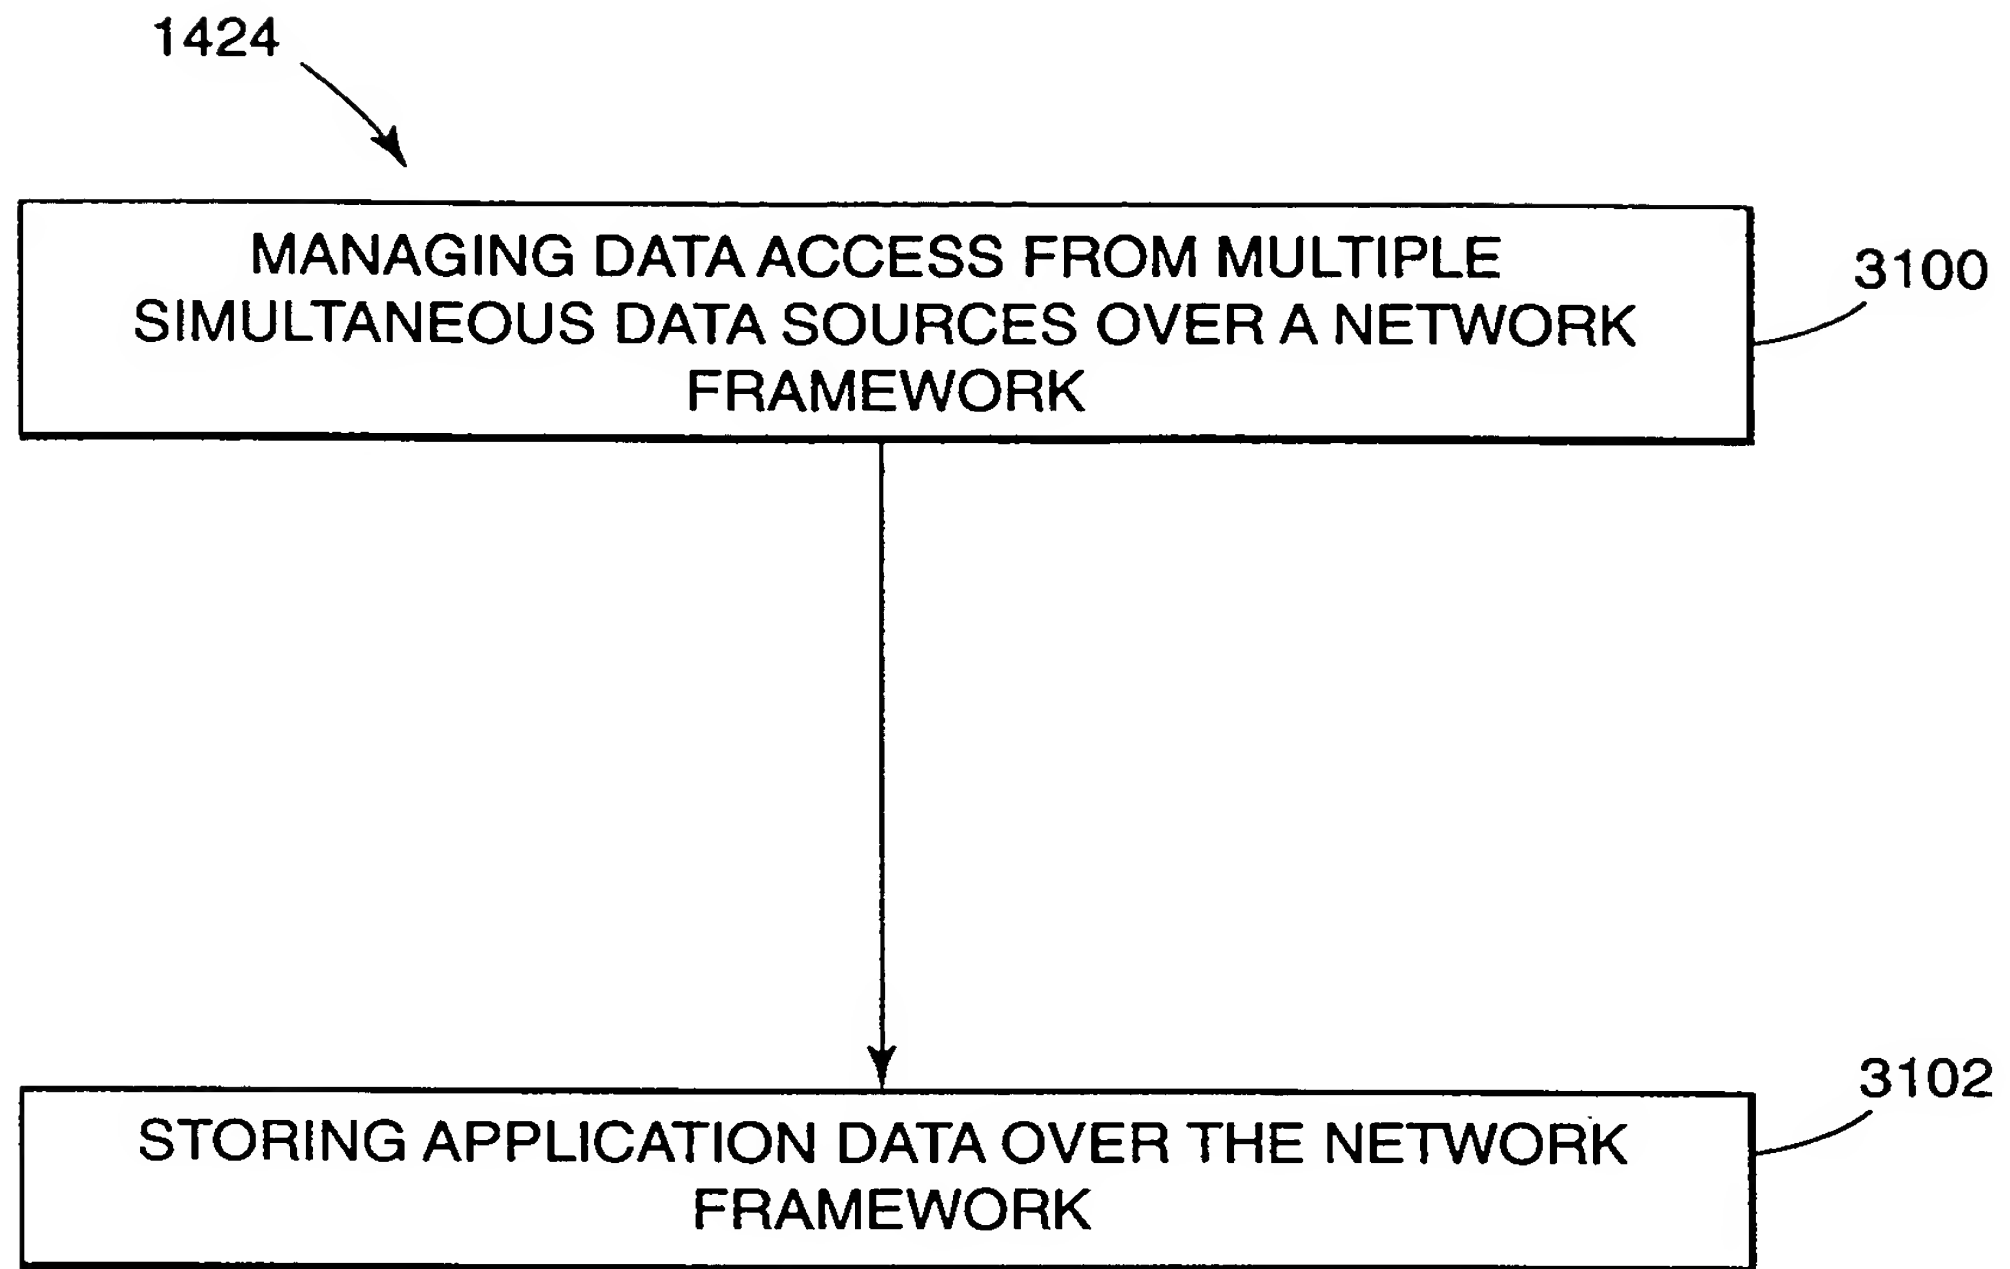 1424
MANAGING DATA ACCESS FROM MULTIPLE
SIMULTANEOUS DATA SOURCES OVER A NETWORK
FRAMEWORK
3100
STORING APPLICATION DATA OVER THE NETWORK
FRAMEWORK
3102